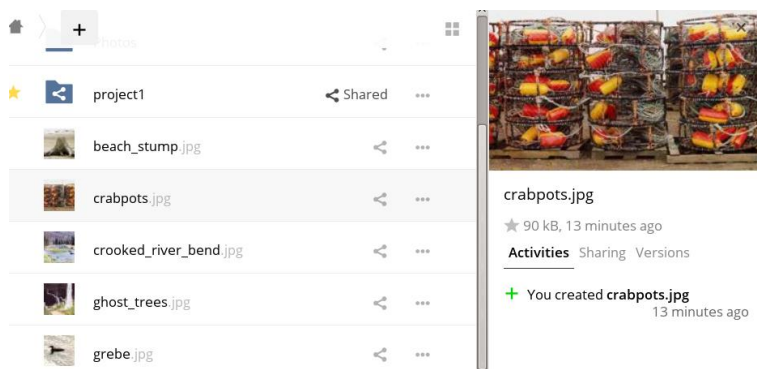 Photos
project1
Shared
beach_stump.jpg
crabpots.jpg
crooked_river_bend.jpg
ghost_trees.jpg
grebe.jpg
crabpots.jpg
90 kB, 13 minutes ago
Activities Sharing Versions
+ You created crabpots.jpg
13 minutes ago